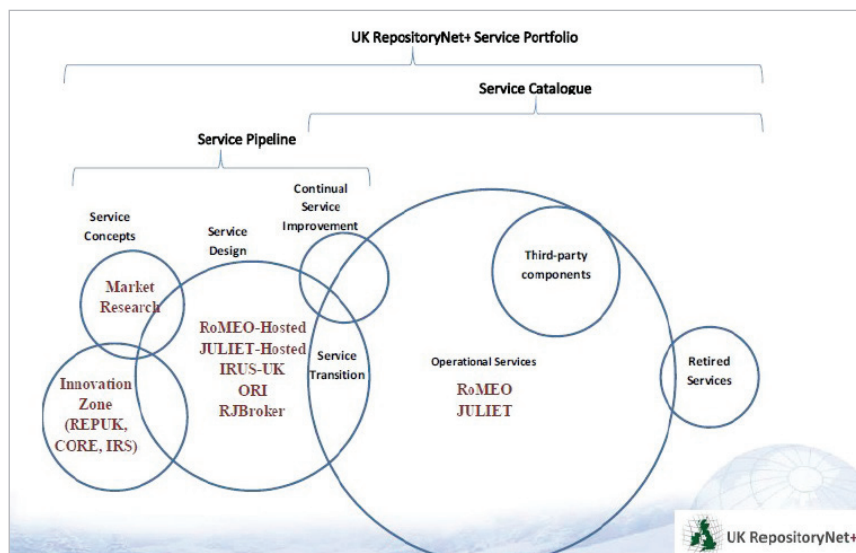 UK RepositoryNet+ Service Portfolio
Service Catalogue
Service Pipeline
Service
Concepts
Service
Design
Continual
Service
Improvement
Market
Research
Innovation
Zone
(REPUK,
CORE, IRS)
RoMEO-Hosted
JULIET-Hosted
IRUS-UK
ORI
RJBroker
Service
Transition
Third-party
components
Operational Services
RoMEO
JULIET
Retired
Services
UK RepositoryNet+